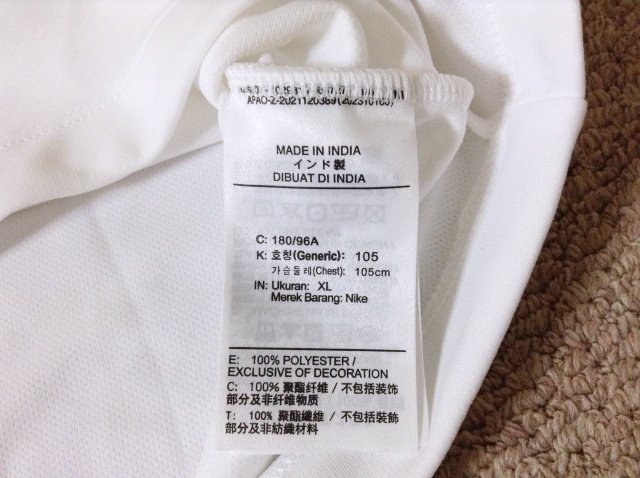 APAO-Z-2021120389(202310160)
MADE IN INDIA
インド製
DIBUAT DI INDIA
C: 180/96A
K: 호칭(Generic): 105
가슴둘레(Chest): 105cm
IN: Ukuran: XL
Merek Barang: Nike
E: 100% POLYESTER /
EXCLUSIVE OF DECORATION
C: 100% 聚酯纤维 / 不包括装饰
部分及非纤维物质
T: 100% 聚酯纖維 / 不包括裝飾
部分及非紡織材料